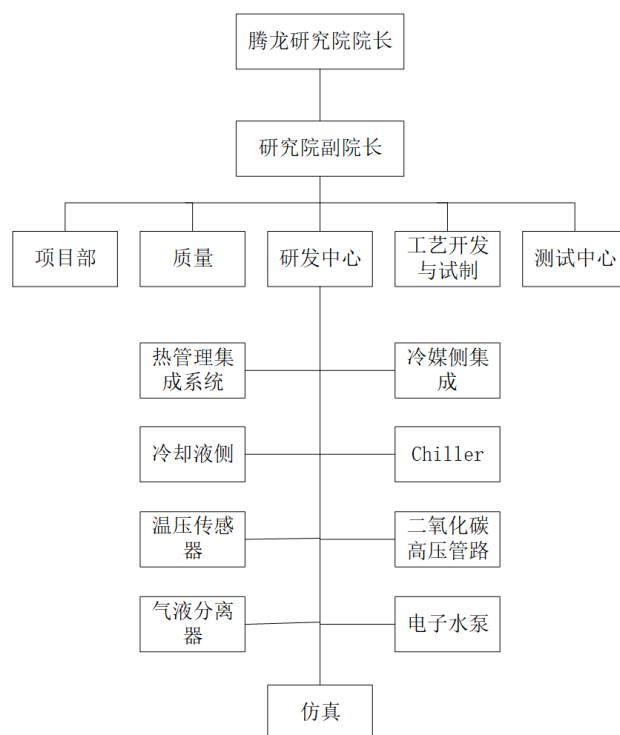 腾龙研究院院长
研究院副院长
项目部
质量
研发中心
工艺开发
与试制
测试中心
热管理集
成系统
冷媒侧集
成
冷却液侧
Chiller
温压传感
器
二氧化碳
高压管路
气液分离
器
电子水泵
仿真